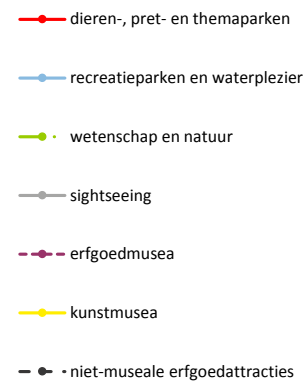 dieren-, pret- en themaparken
recreatieparken en waterplezier
wetenschap en natuur
sightseeing
erfgoedmusea
kunstmusea
niet-museale erfgoedattracties